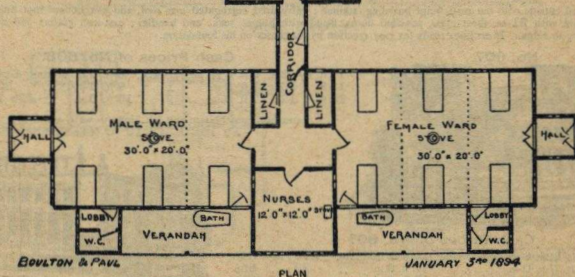 CORRIDOR
LINEN
LINEN
MALE WARD
STOVE
30'.0" × 20'.0"
FEMALE WARD
STOVE
30'.0" × 20'.0"
HALL
HALL
NURSES
12'.0" × 12'.0"
LOBBY
W.C.
BATH
VERANDAH
BATH
VERANDAH
LOBBY
W.C.
BOULTON & PAUL
PLAN
JANUARY 3RD 1894